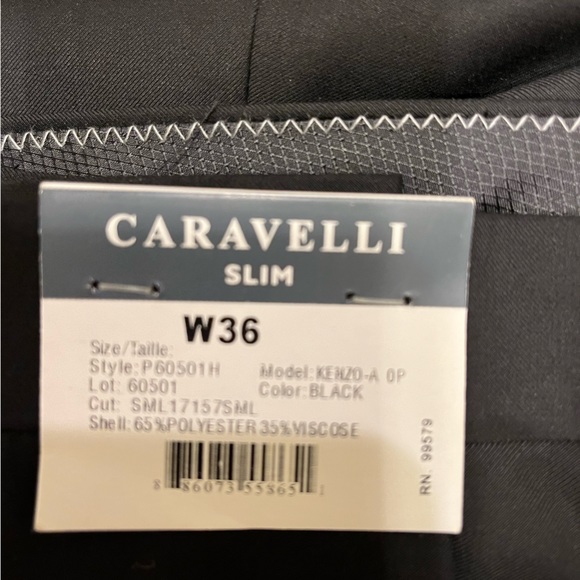 CARAVELLI
SLIM
W36
Size/Taille:
Style:P60501H Model:KENZO-A 0P
Lot: 60501 Color:BLACK
Cut: SML17157SML
Shell:65%POLYESTER 35%VISCOSE
8 86073 55865 1
RN. 99579